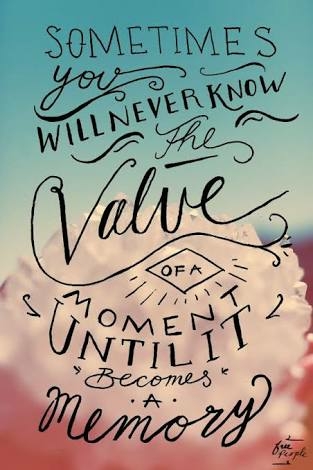 SOMETIMES
you
WILL NEVER KNOW
The
Value
OF A
MOMENT
UNTIL IT
Becomes
A
Memory
free
people